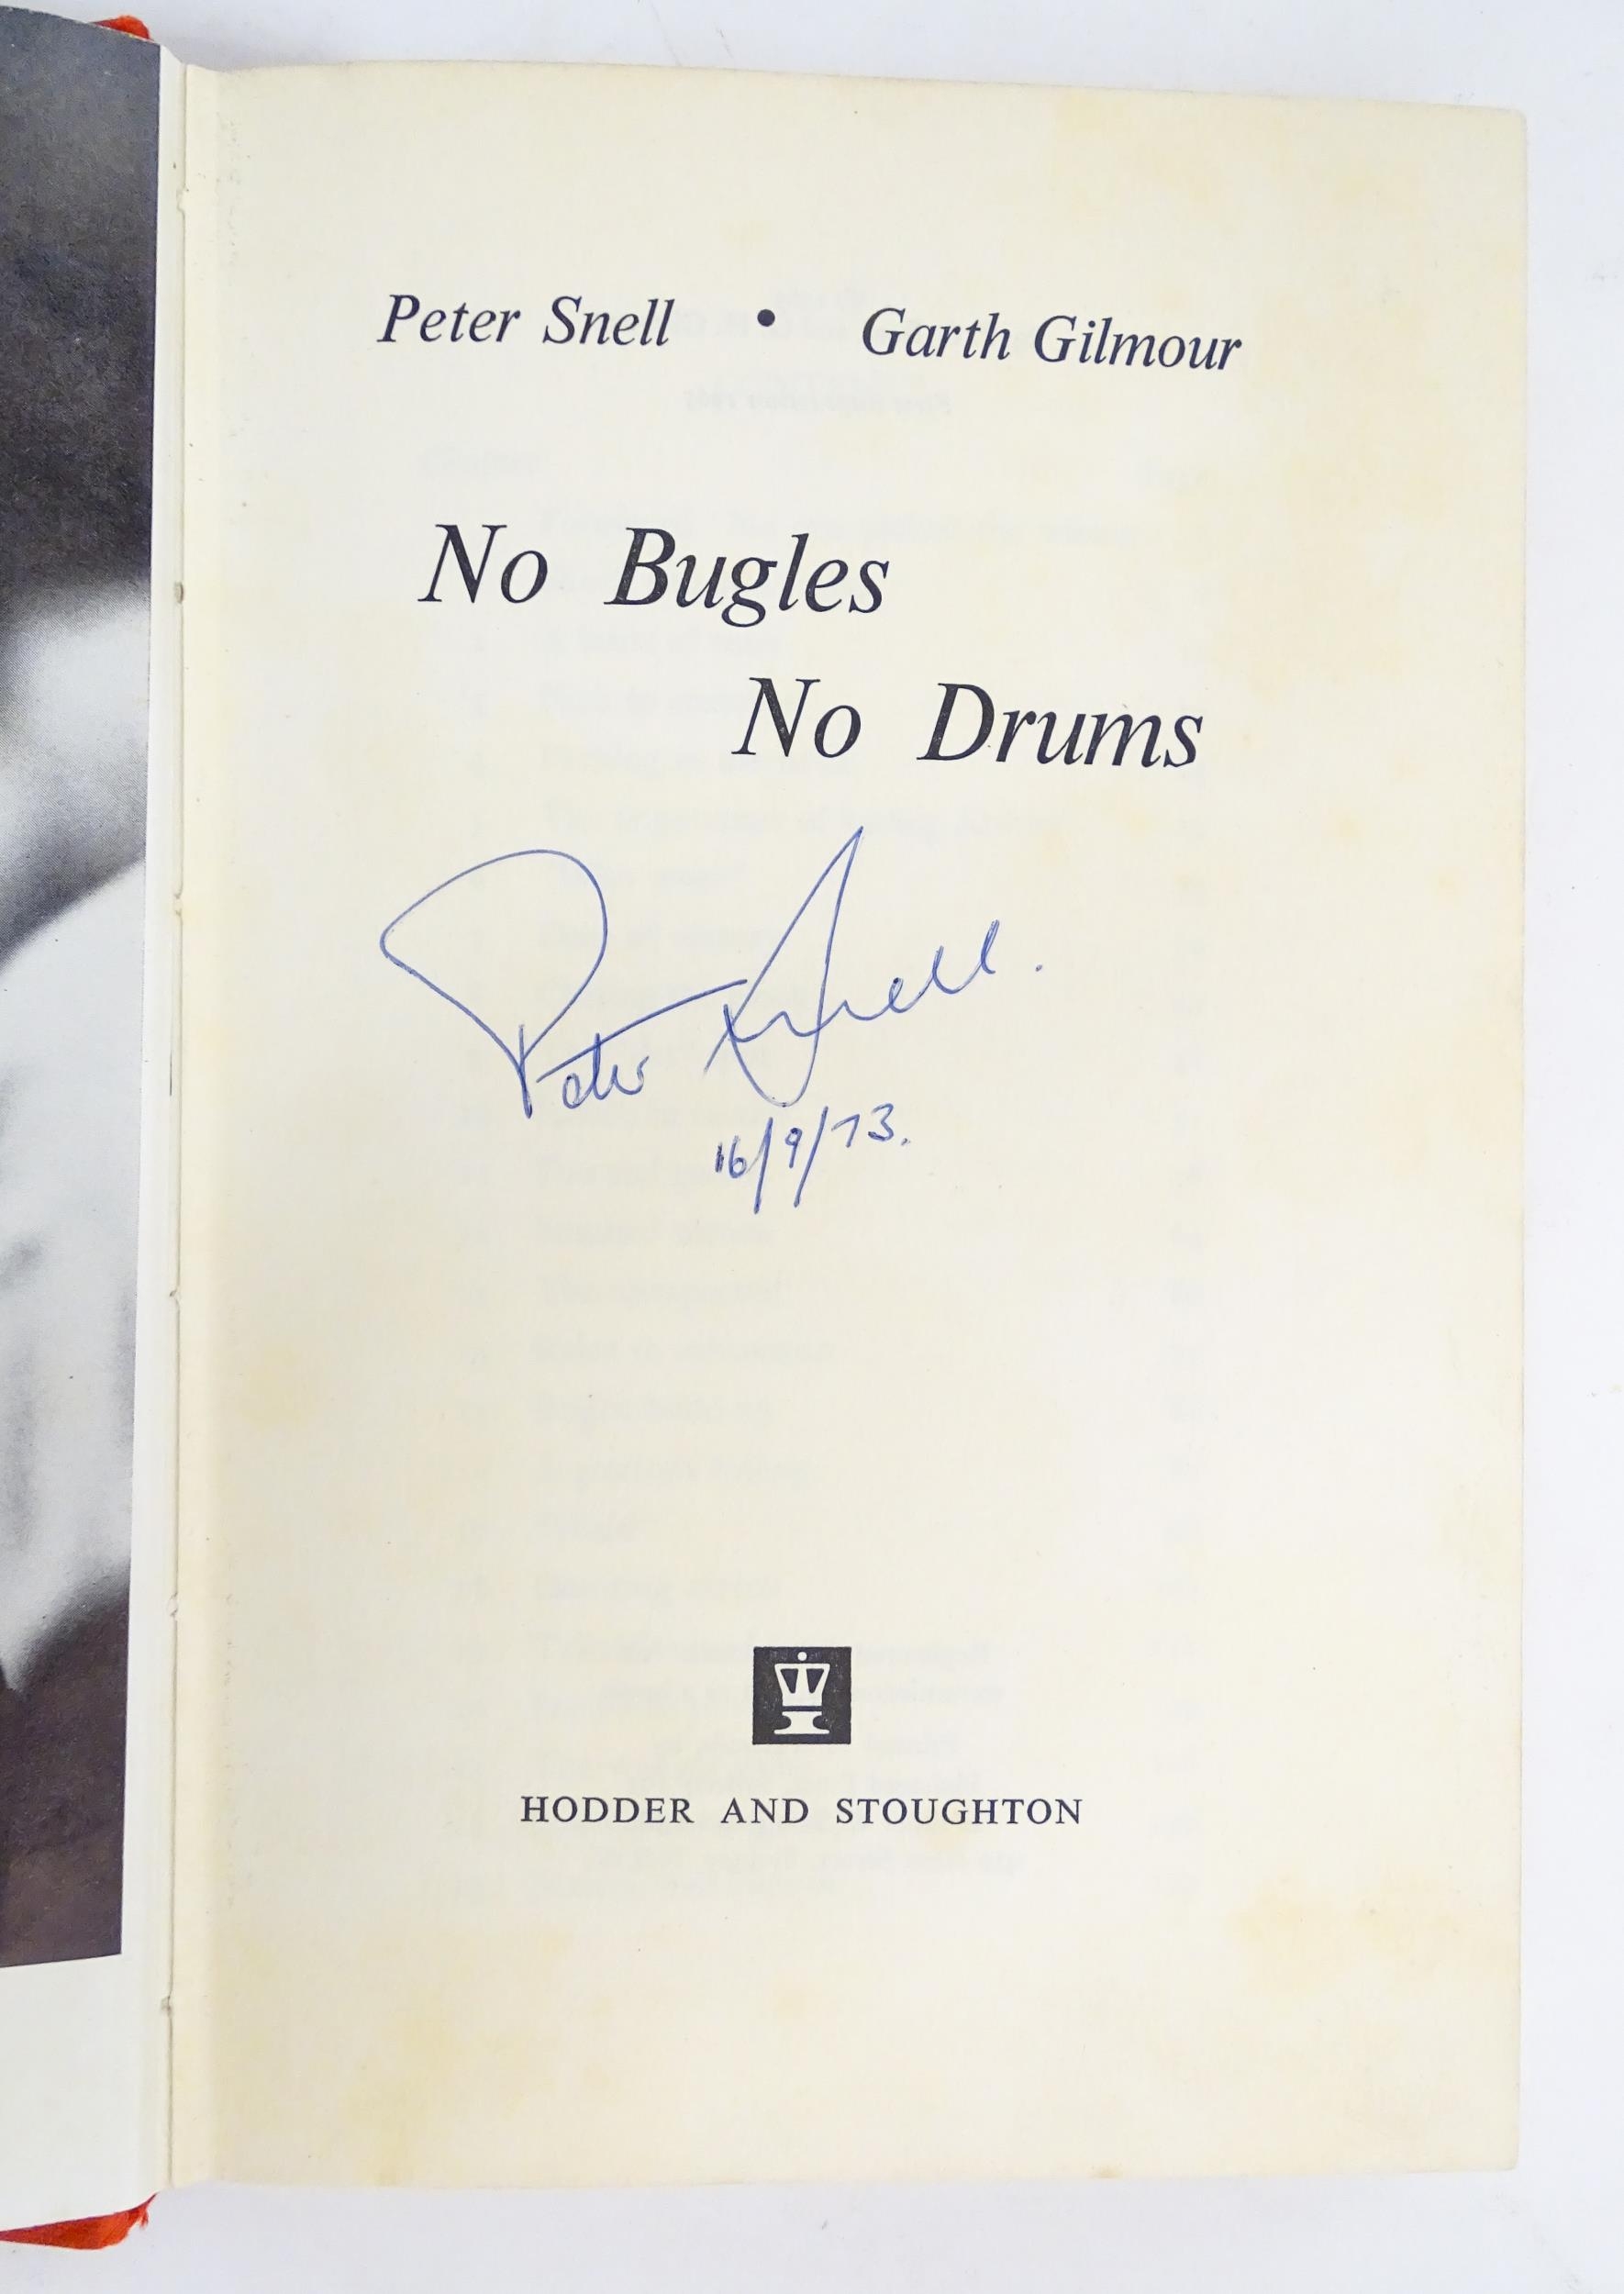 Peter Snell • Garth Gilmour
No Bugles
No Drums
Peter Snell.
16/9/73.
HODDER AND STOUGHTON